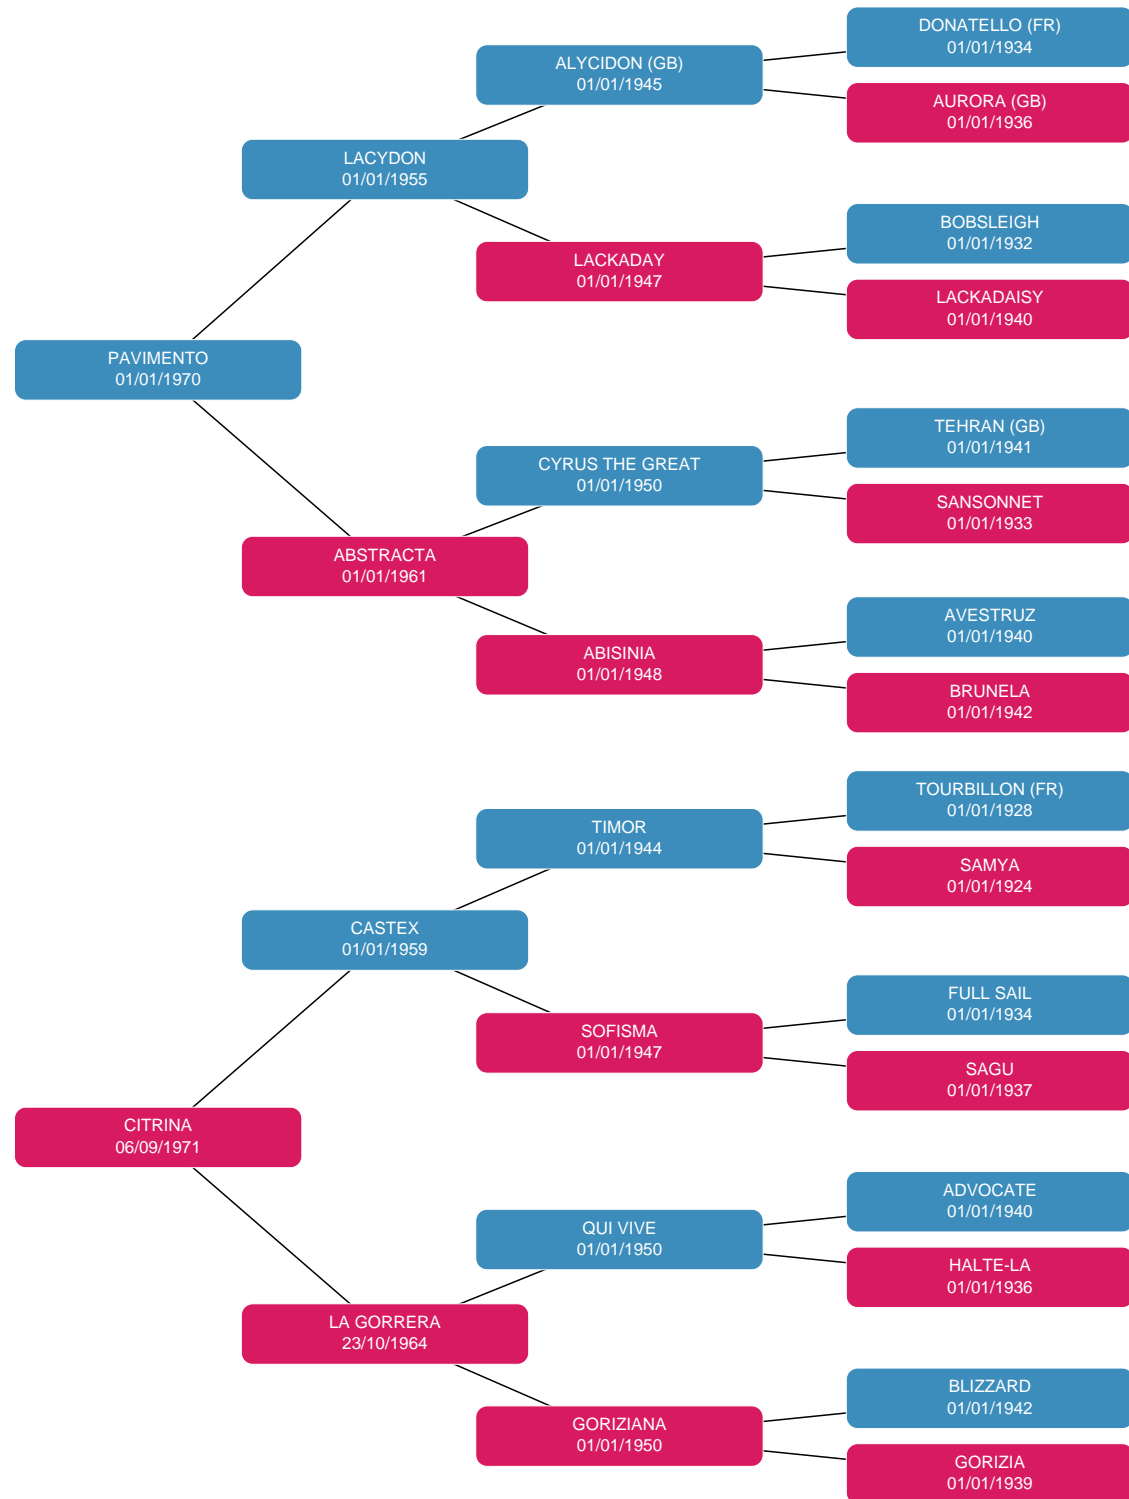 DONATELLO (FR)
01/01/1934
ALYCIDON (GB)
01/01/1945
AURORA (GB)
01/01/1936
LACYDON
01/01/1955
BOBSLEIGH
01/01/1932
LACKADAY
01/01/1947
LACKADAISY
01/01/1940
PAVIMENTO
01/01/1970
TEHRAN (GB)
01/01/1941
CYRUS THE GREAT
01/01/1950
SANSONNET
01/01/1933
ABSTRACTA
01/01/1961
AVESTRUZ
01/01/1940
ABISINIA
01/01/1948
BRUNELA
01/01/1942
TOURBILLON (FR)
01/01/1928
TIMOR
01/01/1944
SAMYA
01/01/1924
CASTEX
01/01/1959
FULL SAIL
01/01/1934
SOFISMA
01/01/1947
SAGU
01/01/1937
CITRINA
06/09/1971
ADVOCATE
01/01/1940
QUI VIVE
01/01/1950
HALTE-LA
01/01/1936
LA GORRERA
23/10/1964
BLIZZARD
01/01/1942
GORIZIANA
01/01/1950
GORIZIA
01/01/1939